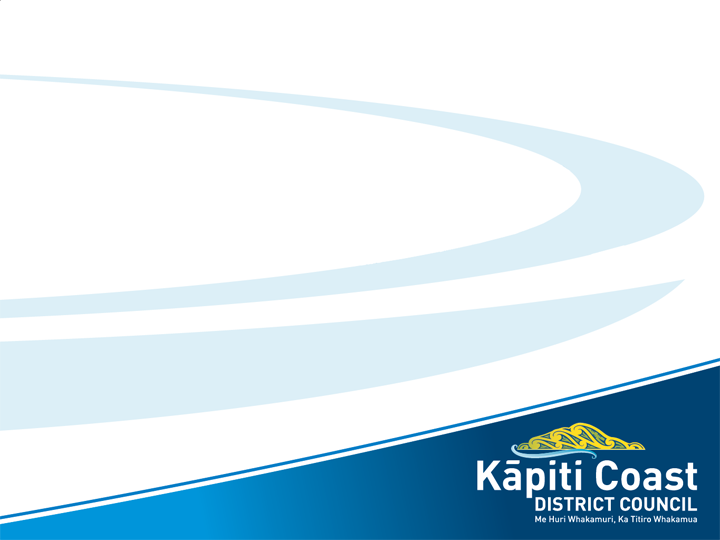 Kāpiti Coast
DISTRICT COUNCIL
Me Huri Whakamuri, Ka Titiro Whakamua